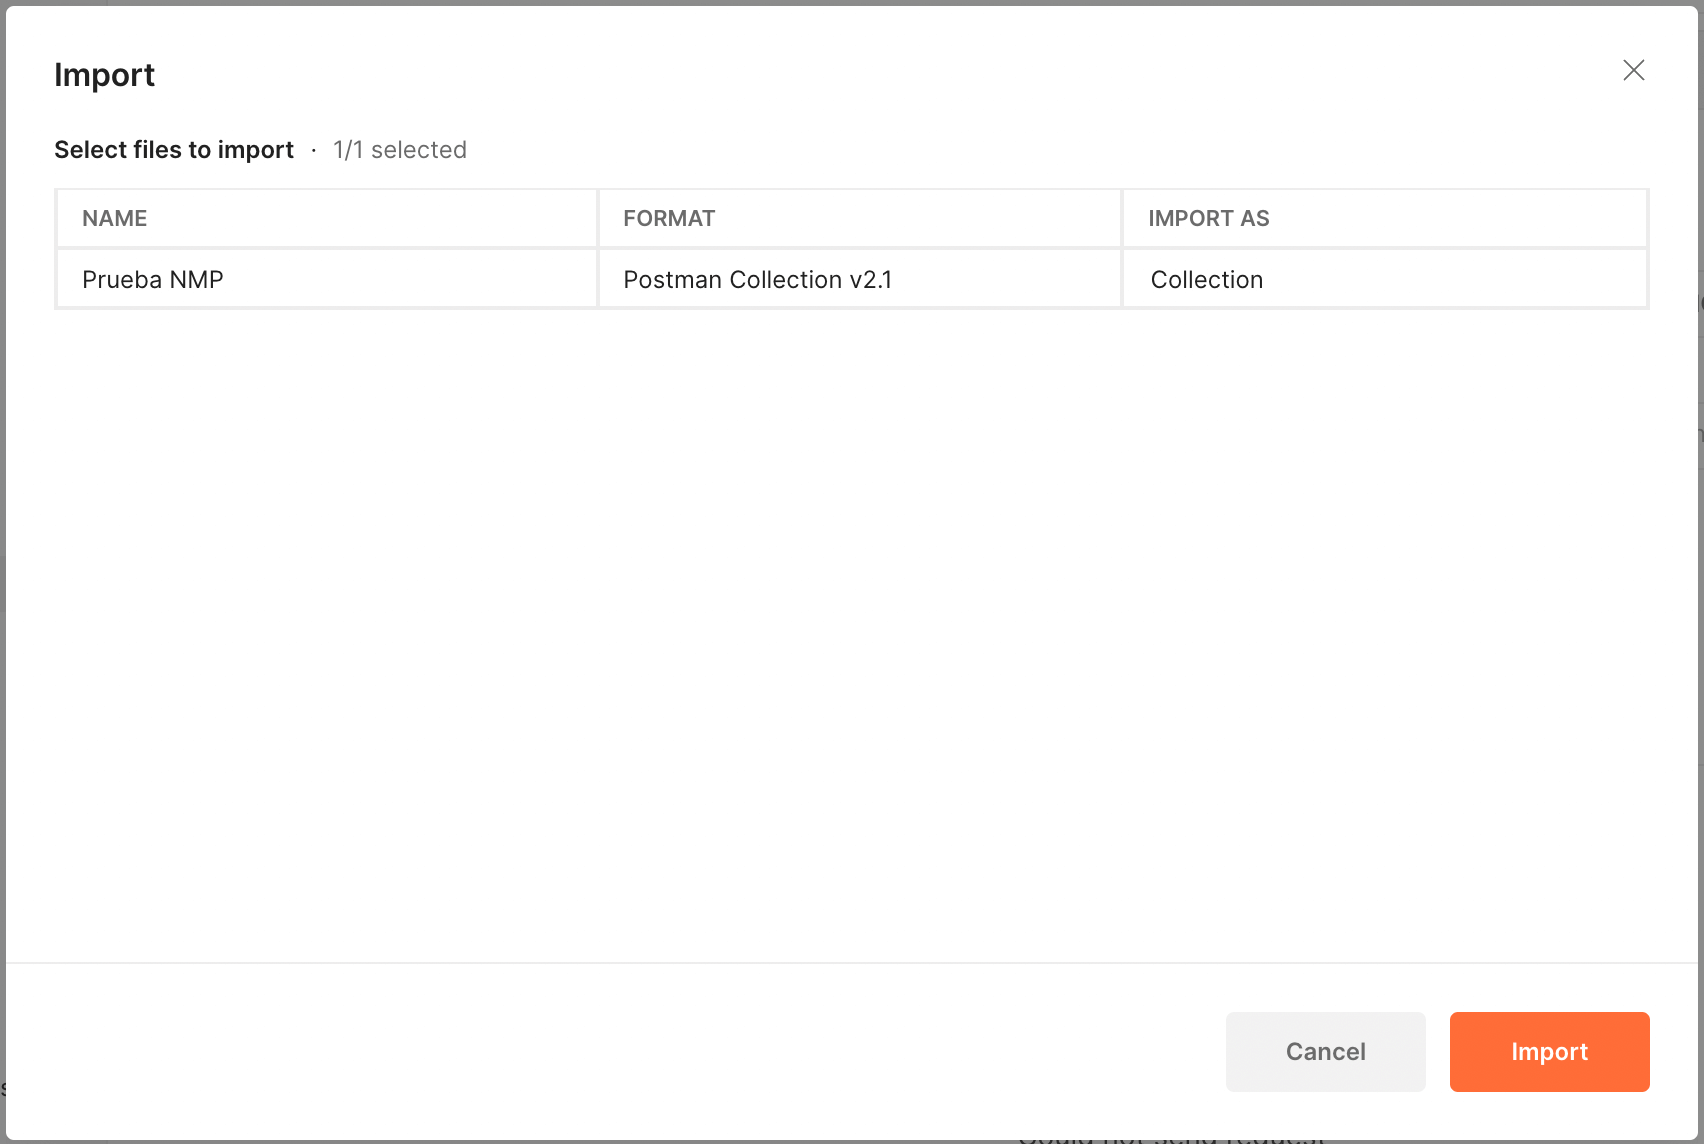 Import
Select files to import · 1/1 selected
NAME FORMAT IMPORT AS
Prueba NMP Postman Collection v2.1 Collection
Cancel Import